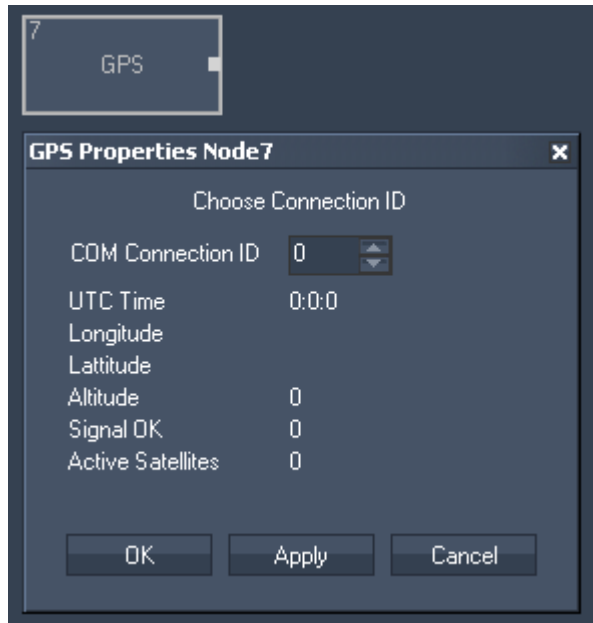 7
GPS
GPS Properties Node7
Choose Connection ID
COM Connection ID 0
UTC Time 0:0:0
Longitude
Lattitude
Altitude 0
Signal OK 0
Active Satellites 0
OK Apply Cancel